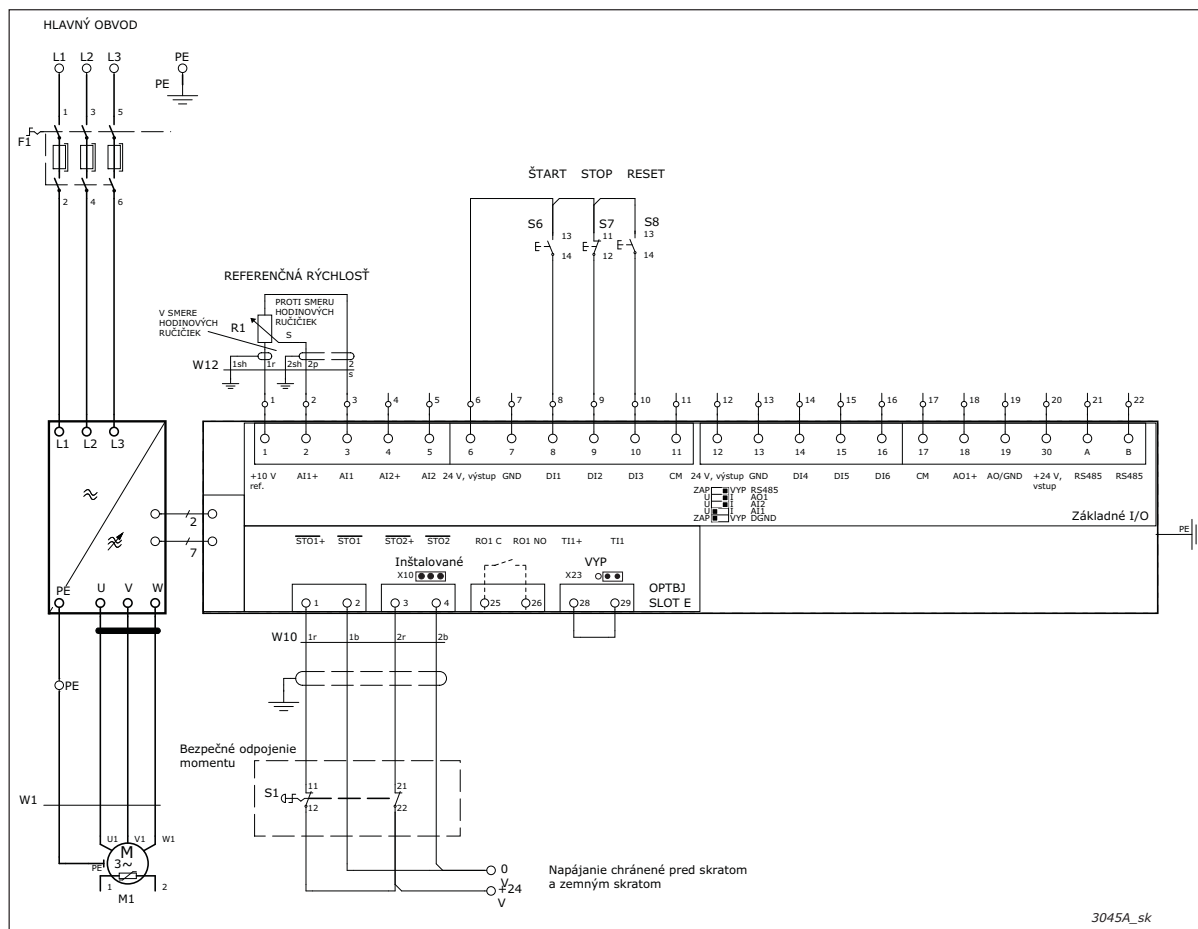 HLAVNÝ OBVOD
L1 L2 L3 PE
PE
1 3 5
F1
2 4 6
ŠTART STOP RESET
S6 S7 S8
13 11 13
14 12 14
REFERENČNÁ RÝCHLOSŤ
V SMERE
HODINOVÝCH
RUČIČIEK
PROTI SMERU
HODINOVÝCH
RUČIČIEK
R1
S
W12
1sh 1r 2sh 2p 2
s
1 2 3 4 5 6 7 8 9 10 11 12 13 14 15 16 17 18 19 20 21 22
L1 L2 L3
1 2 3 4 5 6 7 8 9 10 11 12 13 14 15 16 17 18 19 30 A B
+10 V
ref.
AI1+ AI1 AI2+ AI2 24 V, výstup GND DI1 DI2 DI3 CM 24 V, výstup GND DI4 DI5 DI6 CM AO1+ AO/GND +24 V,
vstup
RS485 RS485
ZAP VYP RS485
U I AO1
U I AI2
U I AI1
ZAP VYP DGND
Základné I/O
2
7
PE
STO1+ STO1 STO2+ STO2 RO1 C RO1 NO TI1+ TI1
Inštalované
X10
VYP
X23
OPTBJ
SLOT E
PE U V W
1 2 3 4 25 26 28 29
W10
1r 1b 2r 2b
PE
Bezpečné odpojenie
momentu
S1
11 21
12 22
W1
U1 V1 W1
M
3~
PE
1 2
M1
0
V
+24
V
Napájanie chránené pred skratom
a zemným skratom
3045A_sk